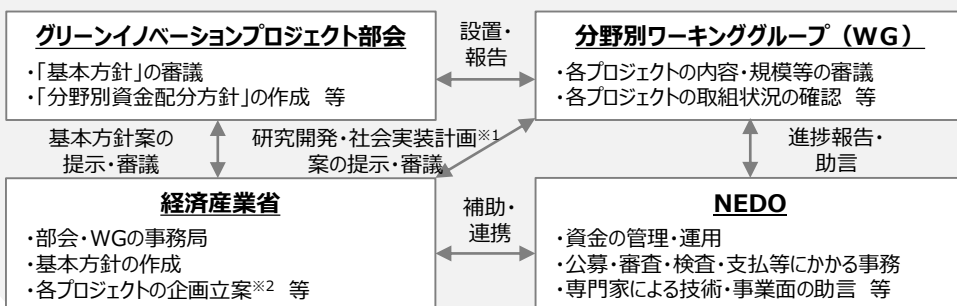 グリーンイノベーションプロジェクト部会
・「基本方針」の審議
・「分野別資金配分方針」の作成 等
設置・
報告
分野別ワーキンググループ（WG）
・各プロジェクトの内容・規模等の審議
・各プロジェクトの取組状況の確認 等
基本方針案の
提示・審議
研究開発・社会実装計画※1
案の提示・審議
進捗報告・
助言
経済産業省
・部会・WGの事務局
・基本方針の作成
・各プロジェクトの企画立案※2 等
補助・
連携
NEDO
・資金の管理・運用
・公募・審査・検査・支払等にかかる事務
・専門家による技術・事業面の助言 等